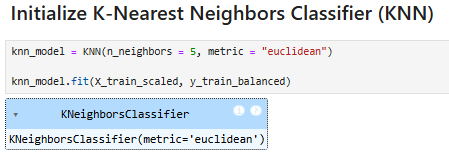 Initialize K-Nearest Neighbors Classifier (KNN)
knn_model = KNN(n_neighbors = 5, metric = "euclidean")
knn_model.fit(X_train_scaled, y_train_balanced)
▾ KNeighborsClassifier i ?
KNeighborsClassifier(metric='euclidean')